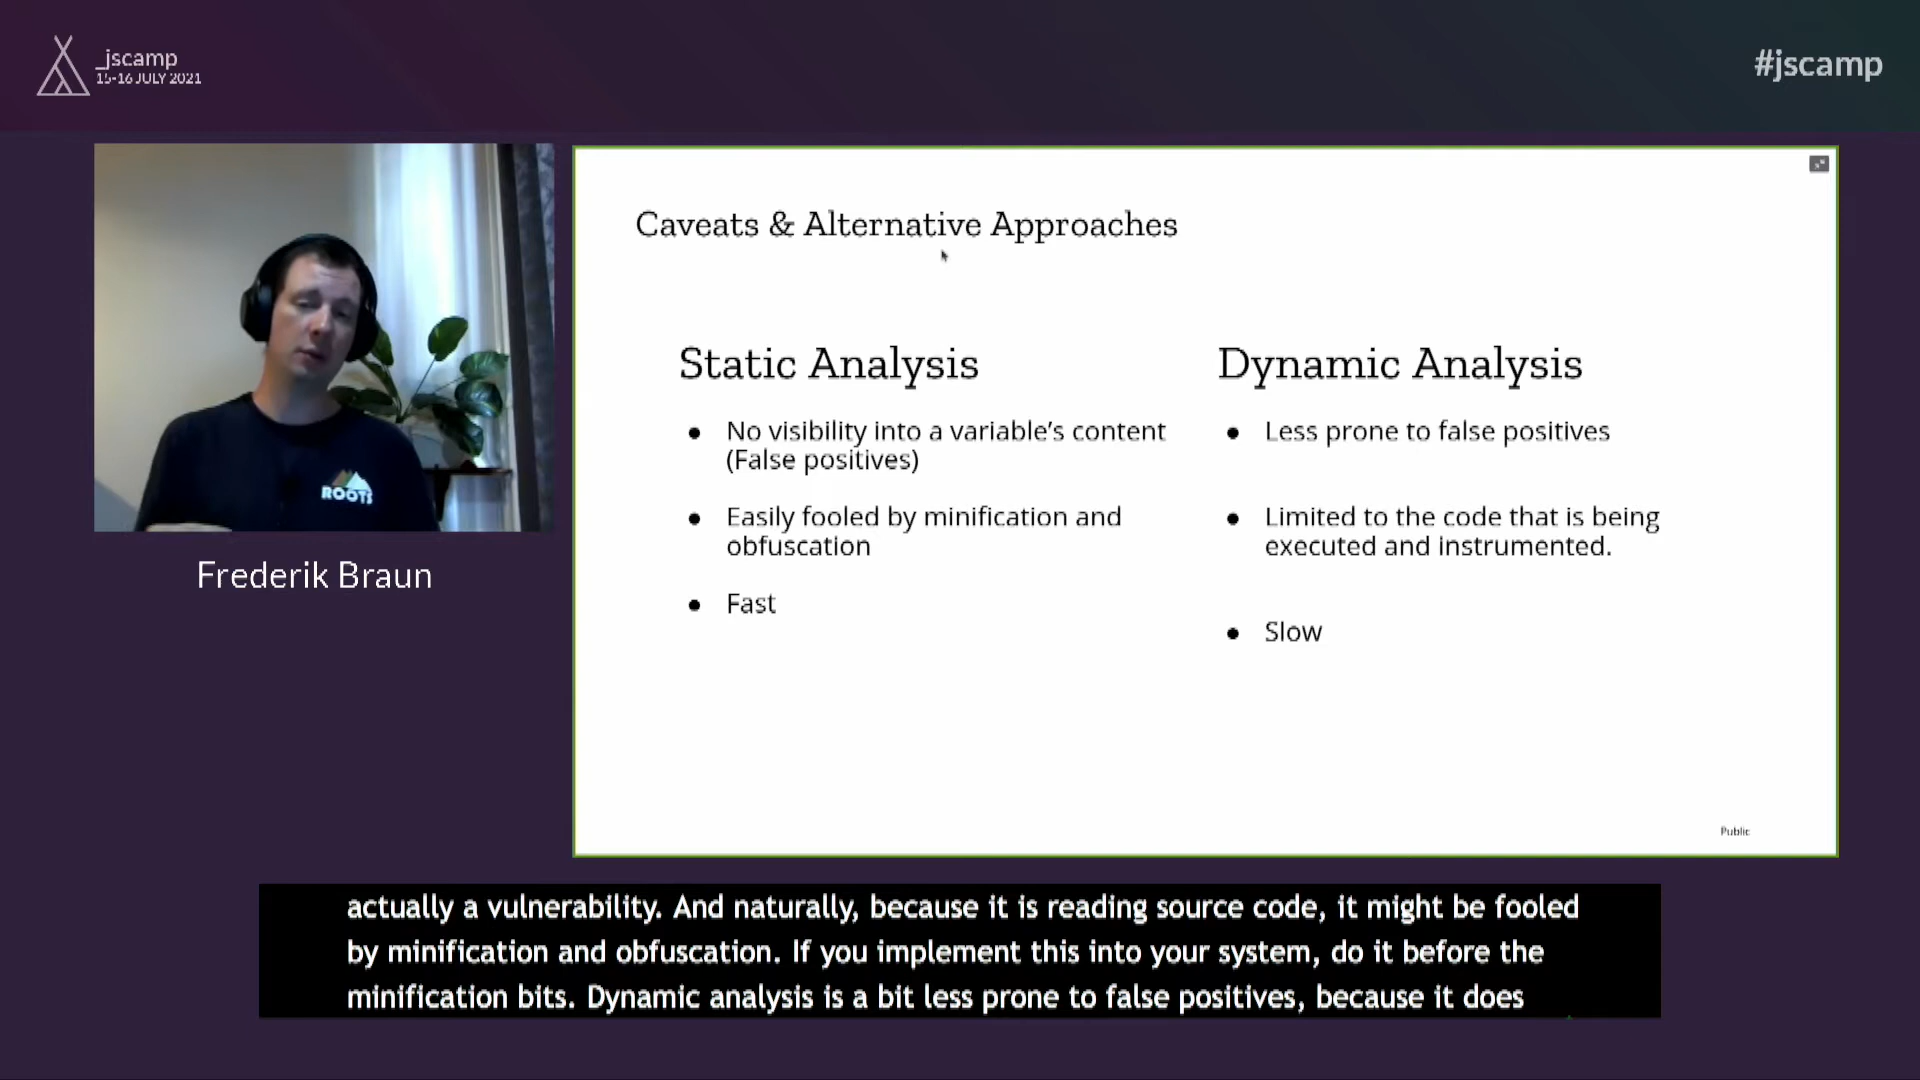 _jscamp
15-16 JULY 2021
#jscamp
Caveats & Alternative Approaches
Static Analysis
● No visibility into a variable’s content
(False positives)
● Easily fooled by minification and
obfuscation
● Fast
Dynamic Analysis
● Less prone to false positives
● Limited to the code that is being
executed and instrumented.
● Slow
Public
ROOTS
Frederik Braun
actually a vulnerability. And naturally, because it is reading source code, it might be fooled
by minification and obfuscation. If you implement this into your system, do it before the
minification bits. Dynamic analysis is a bit less prone to false positives, because it does